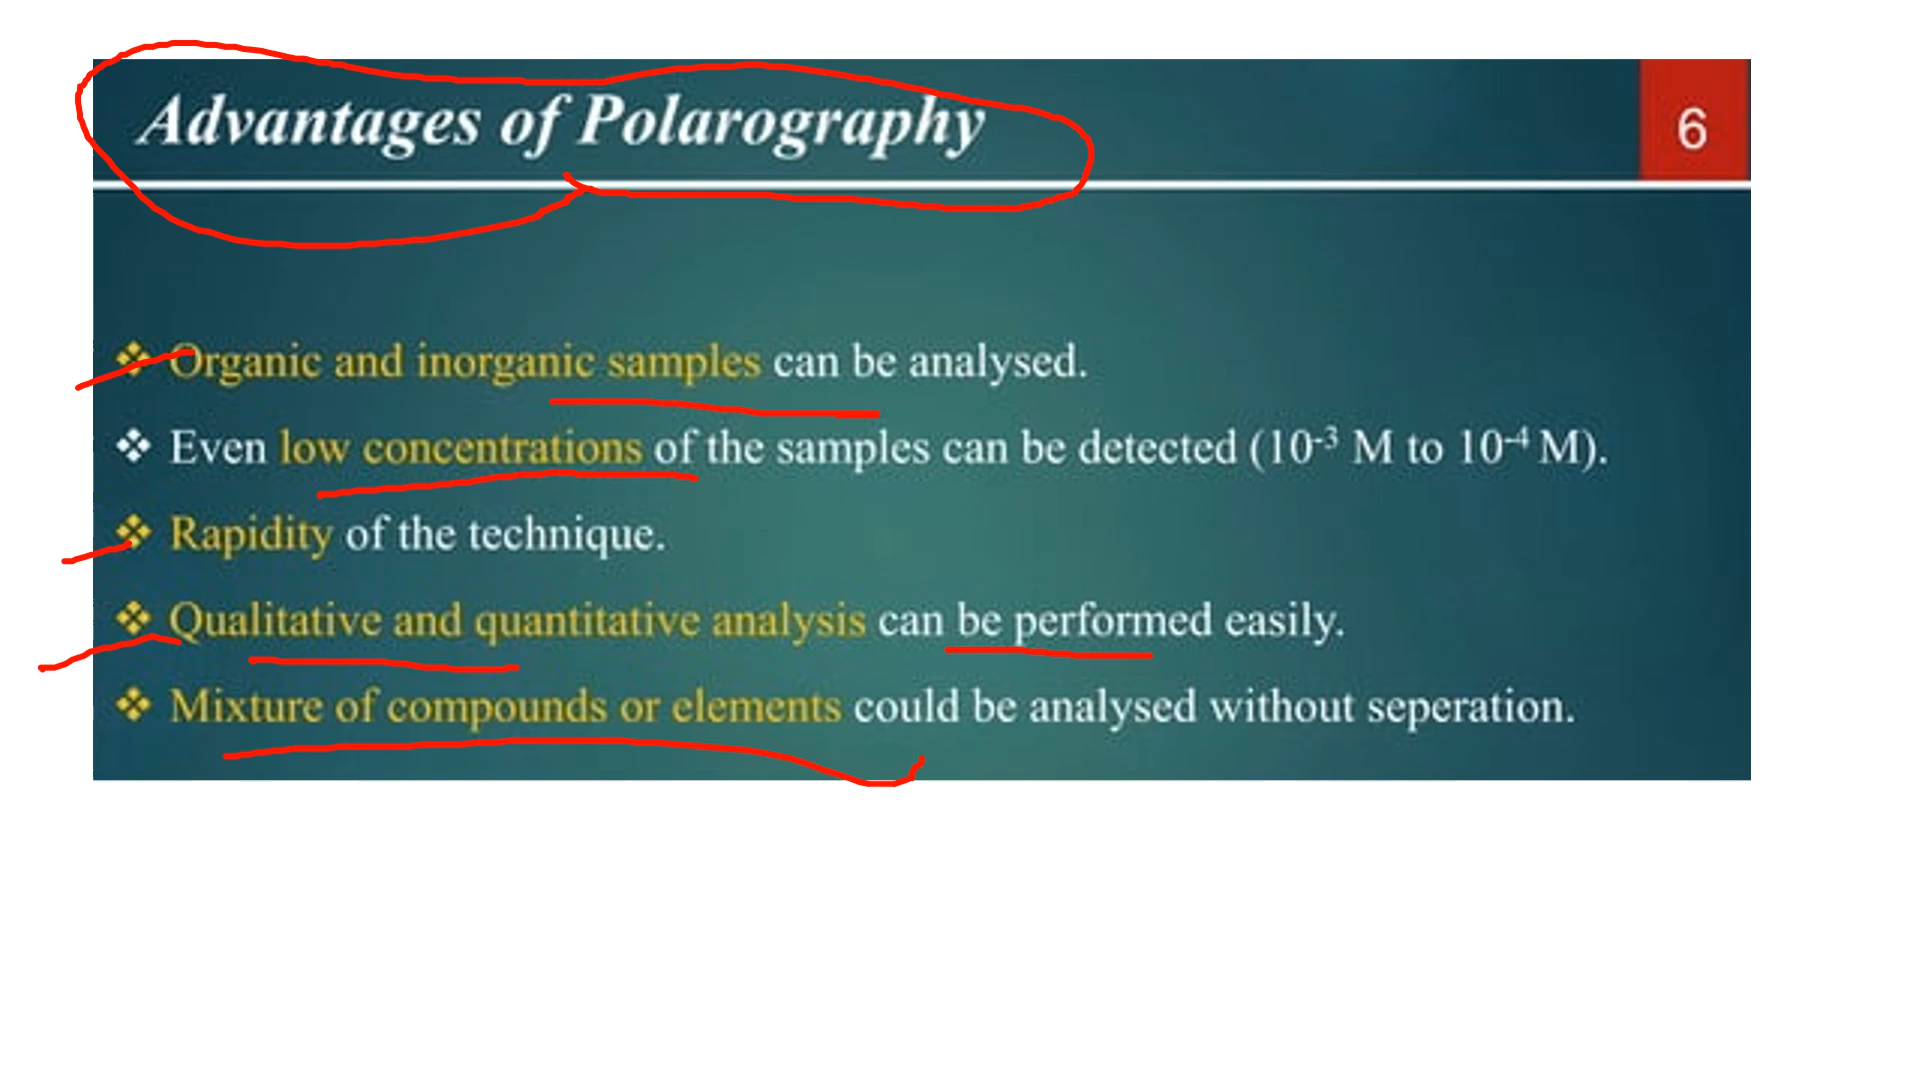 Advantages of Polarography
6
❖ Organic and inorganic samples can be analysed.
❖ Even low concentrations of the samples can be detected (10⁻³ M to 10⁻⁴ M).
❖ Rapidity of the technique.
❖ Qualitative and quantitative analysis can be performed easily.
❖ Mixture of compounds or elements could be analysed without seperation.